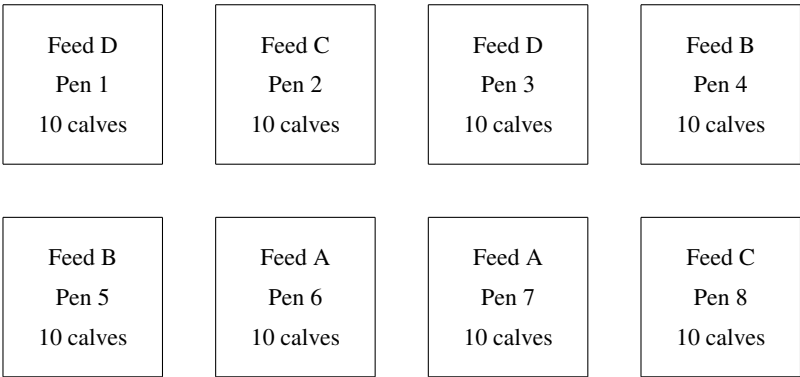 Feed D
Pen 1
10 calves
Feed C
Pen 2
10 calves
Feed D
Pen 3
10 calves
Feed B
Pen 4
10 calves
Feed B
Pen 5
10 calves
Feed A
Pen 6
10 calves
Feed A
Pen 7
10 calves
Feed C
Pen 8
10 calves